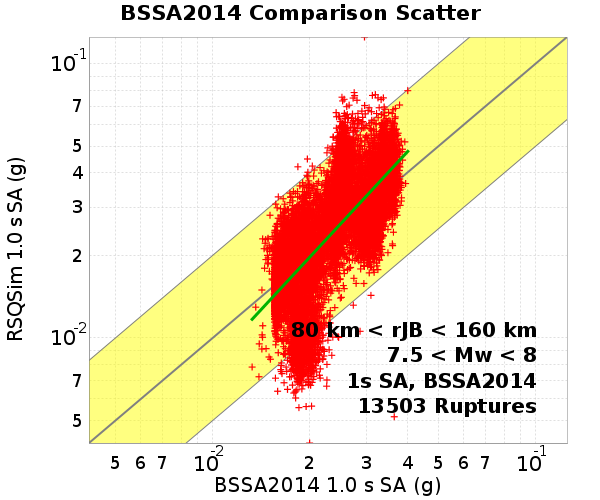 BSSA2014 Comparison Scatter
RSQSim 1.0 s SA (g)
10-1
7
5
4
3
2
10-2
7
5
80 km < rJB < 160 km
7.5 < Mw < 8
1s SA, BSSA2014
13503 Ruptures
5 6 7 10-2 2 3 4 5 6 7 10-1
BSSA2014 1.0 s SA (g)